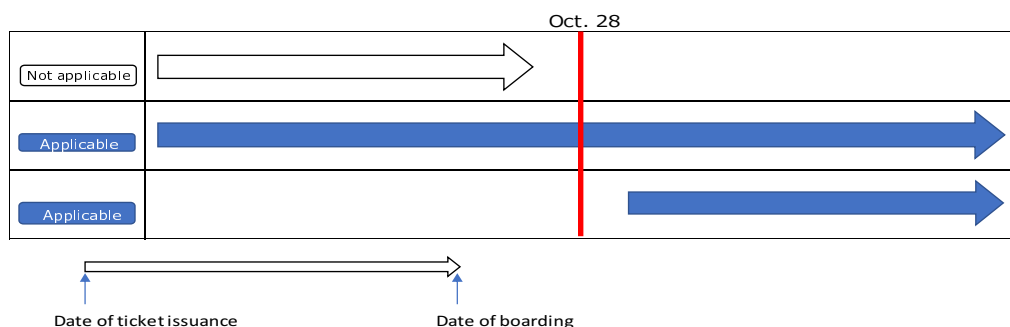 Oct. 28
Not applicable
Applicable
Applicable
Date of ticket issuance
Date of boarding